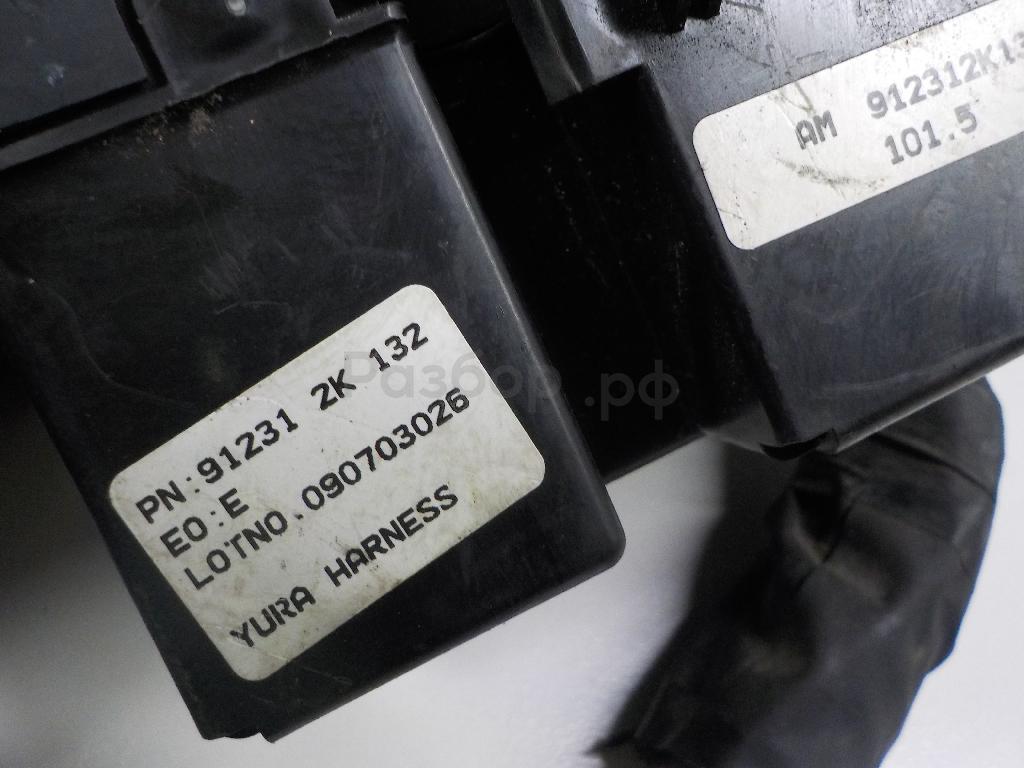 AM 912312K13
101.5
PN:91231 2K 132
EO:E
LOTNO.090703026
YURA HARNESS
Разбор.рф